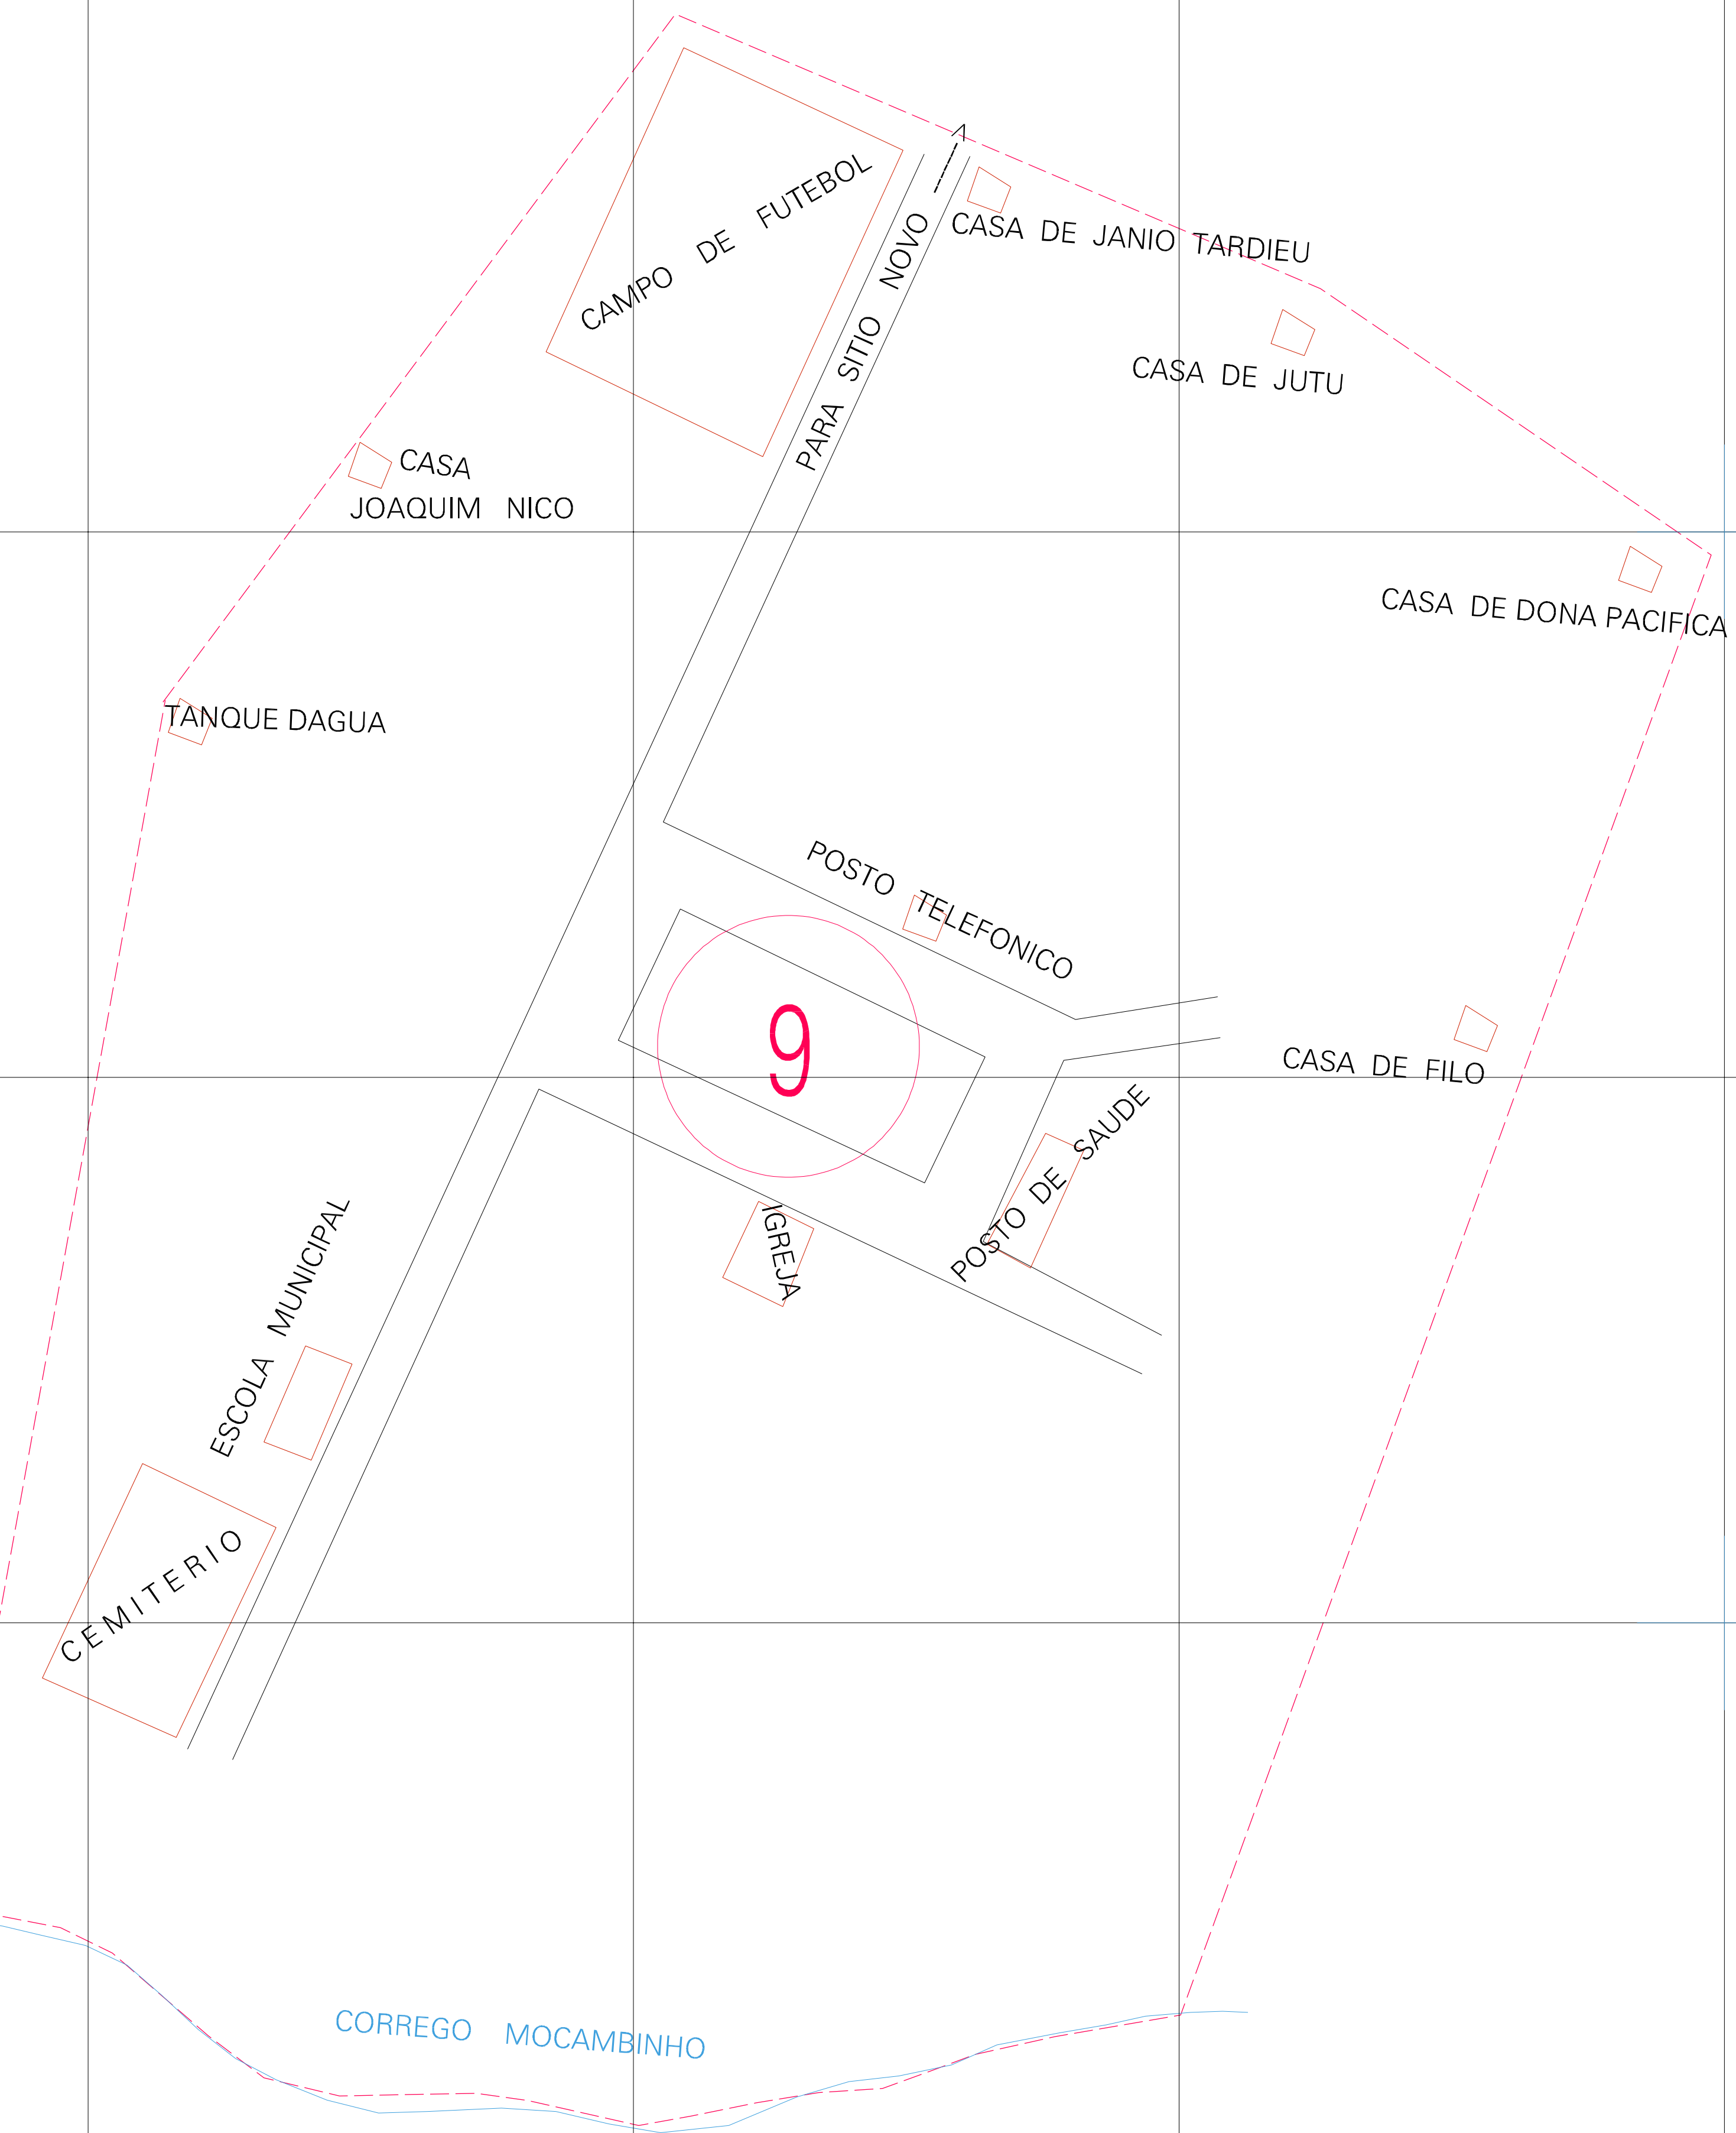 CAMPO DE FUTEBOL
PARA SITIO NOVO
CASA DE JANIO TARDIEU
CASA DE JUTU
CASA
JOAQUIM NICO
CASA DE DONA PACIFICA
TANQUE DAGUA
POSTO TELEFONICO
9
CASA DE FILO
POSTO DE SAUDE
IGREJA
ESCOLA MUNICIPAL
CEMITERIO
CORREGO MOCAMBINHO